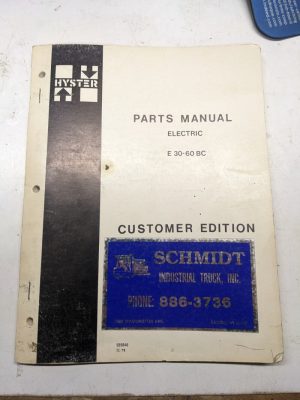 HYSTER
PARTS MANUAL
ELECTRIC
E 30-60 BC
CUSTOMER EDITION
SCHMIDT
INDUSTRIAL TRUCK, INC.
PHONE: 886-3736